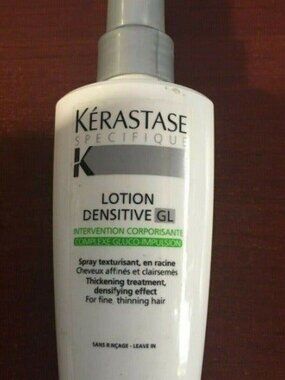 KÉRASTASE
SPECIFIQUE
K
LOTION
DENSITIVE GL
INTERVENTION CORPORISANTE
COMPLEXE GLUCO-IMPULSION
Spray texturisant, en racine
Cheveux affinés et clairsemés
Thickening treatment,
densifying effect
For fine, thinning hair
SANS RINÇAGE - LEAVE IN